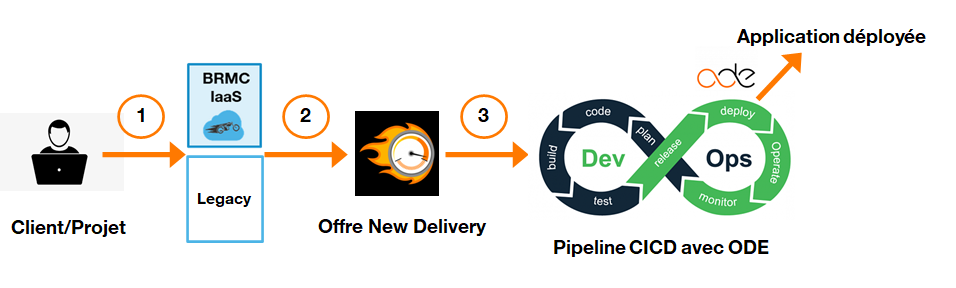 Application déployée
ode
BRMC
IaaS
1
2
3
code
plan
build
test
Dev
release
Ops
deploy
Operate
monitor
Legacy
Client/Projet
Offre New Delivery
Pipeline CICD avec ODE